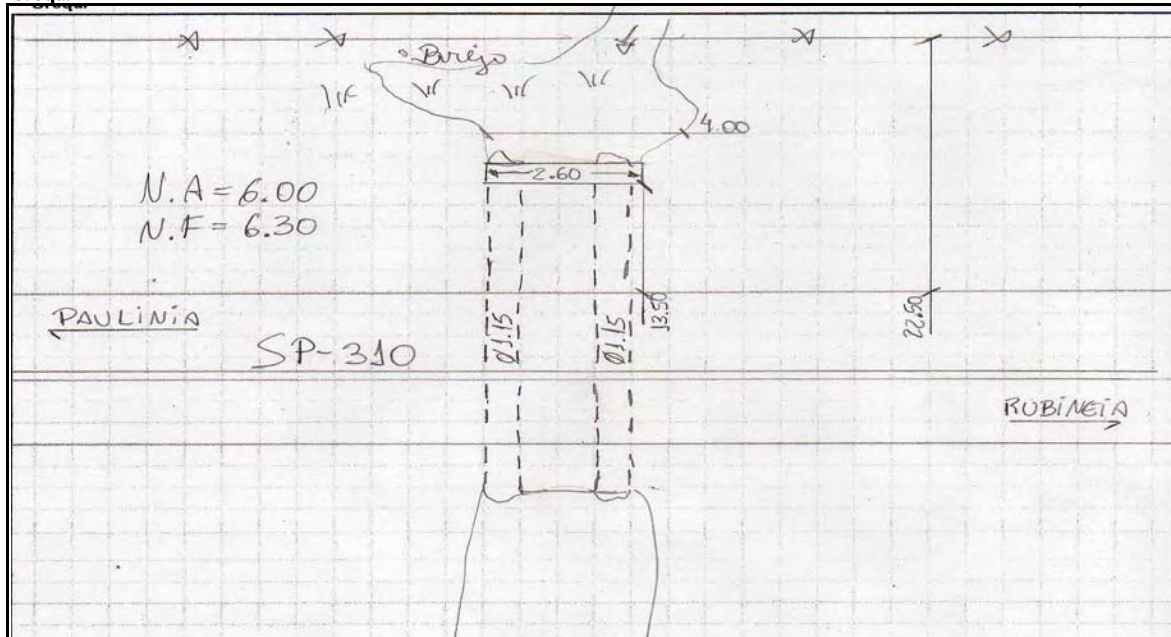 Brejo
4.00
2.60
N.A = 6.00
N.F = 6.30
PAULINIA
SP-310
Ø1.15
Ø1.15
13.50
22.50
RUBINEIA